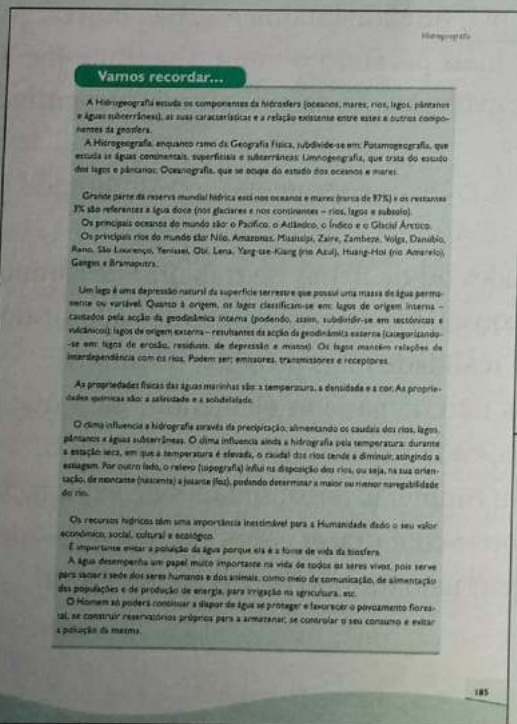 Hidrogeografia
Vamos recordar...
A Hidrogeografia estuda os componentes da hidrosfera (oceanos, mares, rios, lagos, pântanos
e águas subterrâneas), as suas características e a relação existente entre estes e outros compo-
nentes da geosfera.
A Hidrogeografia, enquanto ramo da Geografia Física, subdivide-se em: Potamogeografia, que
estuda as águas continentais, superficiais e subterrâneas; Limnogeografia, que trata do estudo
dos lagos e pântanos; Oceanografia, que se ocupa do estudo dos oceanos e mares.
Grande parte da reserva mundial hídrica está nos oceanos e mares (cerca de 97%) e os restantes
3% são referentes a água doce (nos glaciares e nos continentes – rios, lagos e subsolo).
Os principais oceanos do mundo são: o Pacífico, o Atlântico, o Índico e o Glacial Árctico.
Os principais rios do mundo são: Nilo, Amazonas, Mississípi, Zaire, Zambeze, Volga, Danúbio,
Reno, São Lourenço, Yenissei, Obi, Lena, Yang-tse-Kiang (rio Azul), Huang-Hoi (rio Amarelo),
Ganges e Bramaputra.
Um lago é uma depressão natural da superfície terrestre que possui uma massa de água perma-
nente ou variável. Quanto à origem, os lagos classificam-se em: lagos de origem interna –
causados pela acção da geodinâmica interna (podendo, assim, subdividir-se em tectónicos e
vulcânicos); lagos de origem externa – resultantes da acção da geodinâmica externa (categorizando-
-se em: lagos de erosão, residuais, de depressão e mistos). Os lagos mantêm relações de
interdependência com os rios. Podem ser: emissores, transmissores e receptores.
As propriedades físicas das águas marinhas são: a temperatura, a densidade e a cor. As proprie-
dades químicas são: a salinidade e a solubilidade.
O clima influencia a hidrografia através da precipitação, alimentando os caudais dos rios, lagos,
pântanos e águas subterrâneas. O clima influencia ainda a hidrografia pela temperatura: durante
a estação seca, em que a temperatura é elevada, o caudal dos rios tende a diminuir, atingindo a
estiagem. Por outro lado, o relevo (topografia) influi na disposição dos rios, ou seja, na sua orien-
tação, de montante (nascente) a jusante (foz), podendo determinar a maior ou menor navegabilidade
do rio.
Os recursos hídricos têm uma importância inestimável para a Humanidade dado o seu valor
económico, social, cultural e ecológico.
É importante evitar a poluição da água porque ela é a fonte de vida da biosfera.
A água desempenha um papel muito importante na vida de todos os seres vivos, pois serve
para saciar a sede dos seres humanos e dos animais, como meio de comunicação, de alimentação
das populações e de produção de energia, para irrigação na agricultura, etc.
O Homem só poderá continuar a dispor de água se proteger e favorecer o povoamento flores-
tal, se construir reservatórios próprios para a armazenar, se controlar o seu consumo e evitar
a poluição da mesma.
185